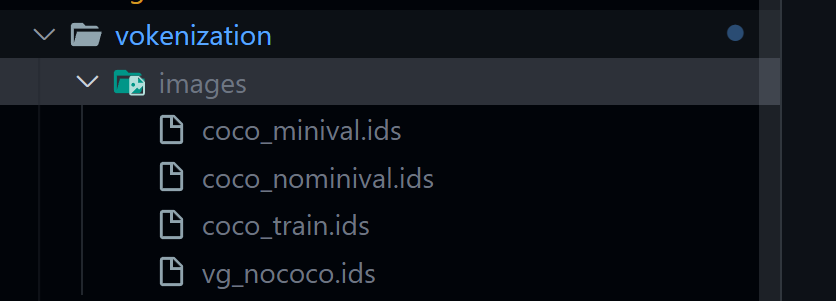 vokenization
images
coco_minival.ids
coco_nominival.ids
coco_train.ids
vg_nococo.ids